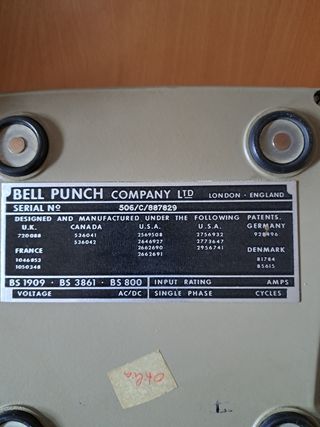 BELL PUNCH COMPANY LTD LONDON · ENGLAND
SERIAL Nº 506/C/887829
DESIGNED AND MANUFACTURED UNDER THE FOLLOWING PATENTS.
U.K. CANADA U.S.A. U.S.A. GERMANY
720088 536041 2569508 2756932 928496
536042 2646927 2773647
FRANCE 2662690 2956741 DENMARK
1046853 2662691 81784
1050348 85615
BS 1909 · BS 3861 · BS 800 INPUT RATING AMPS
VOLTAGE AC/DC SINGLE PHASE CYCLES